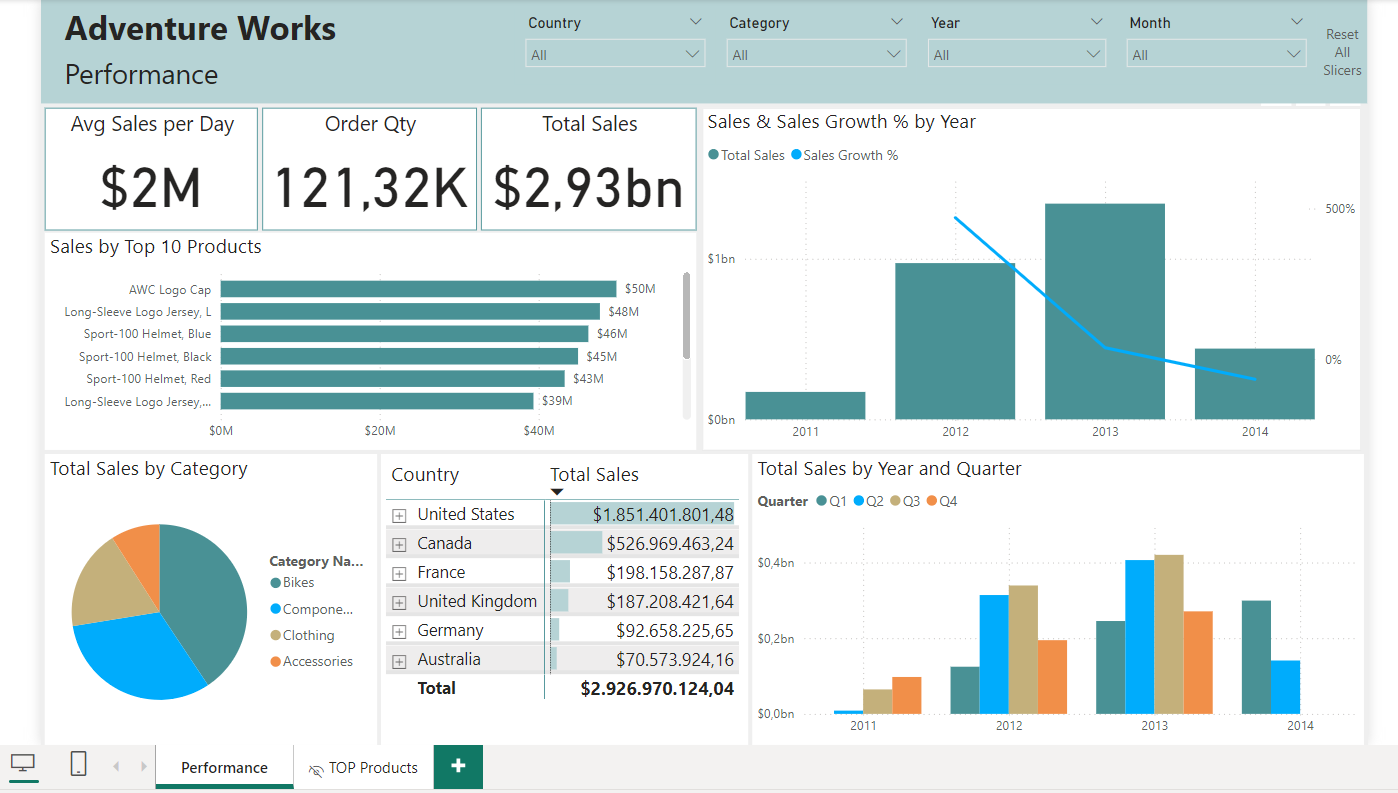 Adventure Works
Performance
Country
All
Category
All
Year
All
Month
All
Reset
All
Slicers
Avg Sales per Day
$2M
Order Qty
121,32K
Total Sales
$2,93bn
Sales by Top 10 Products
AWC Logo Cap $50M
Long-Sleeve Logo Jersey, L $48M
Sport-100 Helmet, Blue $46M
Sport-100 Helmet, Black $45M
Sport-100 Helmet, Red $43M
Long-Sleeve Logo Jersey,... $39M
$0M $20M $40M
Sales & Sales Growth % by Year
Total Sales Sales Growth %
500%
$1bn
0%
$0bn
2011 2012 2013 2014
Total Sales by Category
Category Na...
Bikes
Compone...
Clothing
Accessories
Country Total Sales
United States $1.851.401.801,48
Canada $526.969.463,24
France $198.158.287,87
United Kingdom $187.208.421,64
Germany $92.658.225,65
Australia $70.573.924,16
Total $2.926.970.124,04
Total Sales by Year and Quarter
Quarter Q1 Q2 Q3 Q4
$0,4bn
$0,2bn
$0,0bn
2011 2012 2013 2014
Performance
TOP Products
+